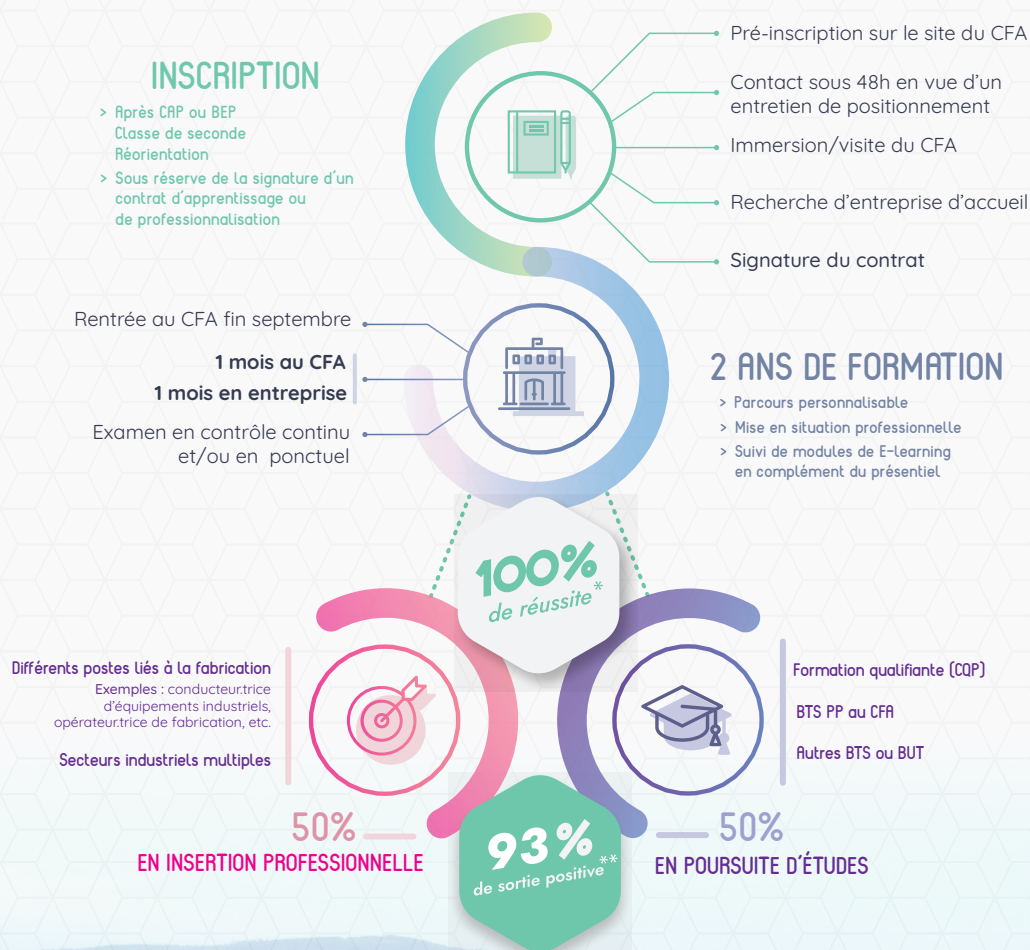 INSCRIPTION
> Après CAP ou BEP
Classe de seconde
Réorientation
> Sous réserve de la signature d'un
contrat d'apprentissage ou
de professionnalisation
Pré-inscription sur le site du CFA
Contact sous 48h en vue d'un
entretien de positionnement
Immersion/visite du CFA
Recherche d'entreprise d'accueil
Signature du contrat
Rentrée au CFA fin septembre
1 mois au CFA
1 mois en entreprise
Examen en contrôle continu
et/ou en ponctuel
2 ANS DE FORMATION
> Parcours personnalisable
> Mise en situation professionnelle
> Suivi de modules de E-learning
en complément du présentiel
100%
de réussite*
Différents postes liés à la fabrication
Exemples : conducteur.trice
d'équipements industriels,
opérateur.trice de fabrication, etc.
Secteurs industriels multiples
50%
EN INSERTION PROFESSIONNELLE
Formation qualifiante (CQP)
BTS PP au CFA
Autres BTS ou BUT
50%
EN POURSUITE D'ÉTUDES
93%
de sortie positive**